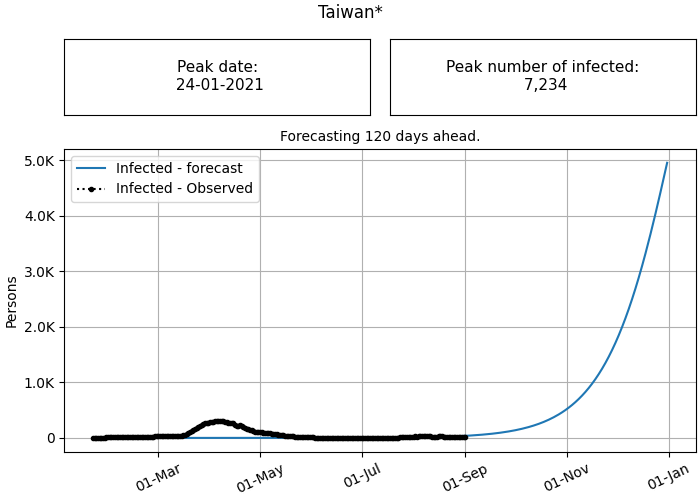 Taiwan*
Peak date:
24-01-2021
Peak number of infected:
7,234
Forecasting 120 days ahead.
Infected - forecast
Infected - Observed
5.0K
4.0K
3.0K
2.0K
1.0K
0
Persons
01-Mar
01-May
01-Jul
01-Sep
01-Nov
01-Jan